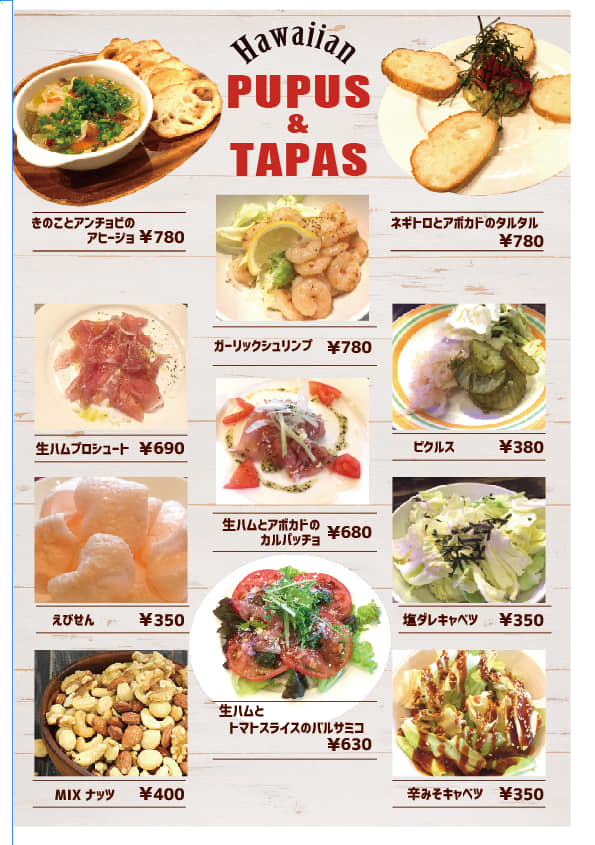 Hawaiian
PUPUS
&
TAPAS
きのことアンチョビの
アヒージョ ¥780
ネギトロとアボカドのタルタル
¥780
ガーリックシュリンプ ¥780
生ハムプロシュート ¥690
ピクルス ¥380
生ハムとアボカドの
カルパッチョ ¥680
えびせん ¥350
塩ダレキャベツ ¥350
生ハムと
トマトスライスのバルサミコ
¥630
MIX ナッツ ¥400
辛みそキャベツ ¥350